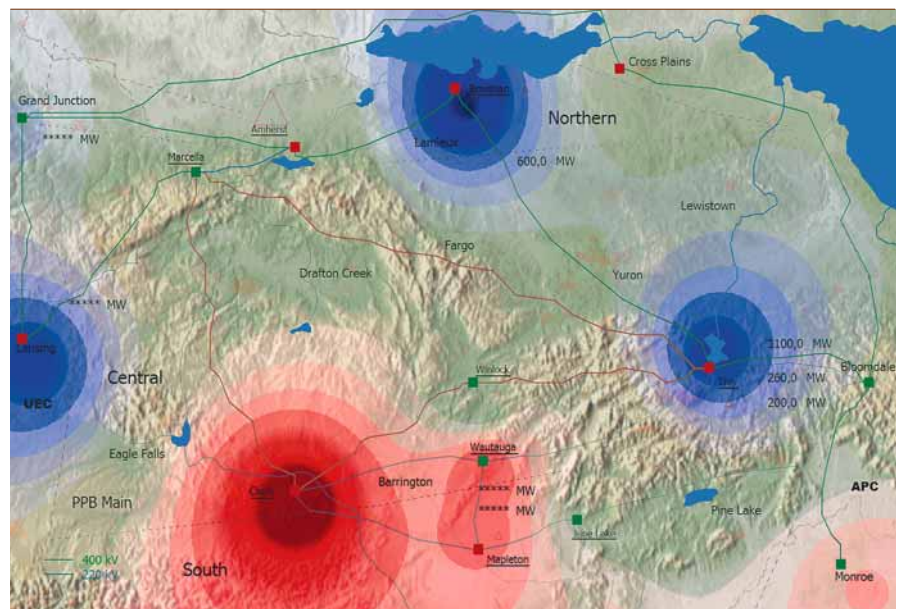 Cross Plains
Grand Junction
Northern
***** MW
Amherst
Marcella
600,0 MW
Lewistown
Fargo
Drafton Creek
Yuron
***** MW
Lansing
1100,0 MW
Winlock
Bloomdale
Central
260,0 MW
UEC
200,0 MW
Wautauga
Eagle Falls
Barrington
***** MW
APC
PPB Main
***** MW
Pine Lake
Mapleton
400 kV
South
220 kV
Monroe